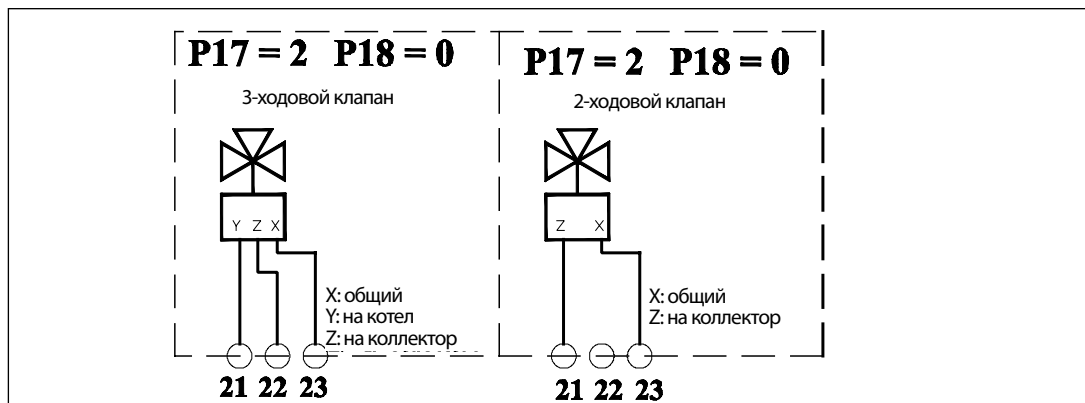 P17 = 2 P18 = 0
3-ходовой клапан
Y Z X
X: общий
Y: на котел
Z: на коллектор
21 22 23
P17 = 2 P18 = 0
2-ходовой клапан
Z X
X: общий
Z: на коллектор
21 22 23